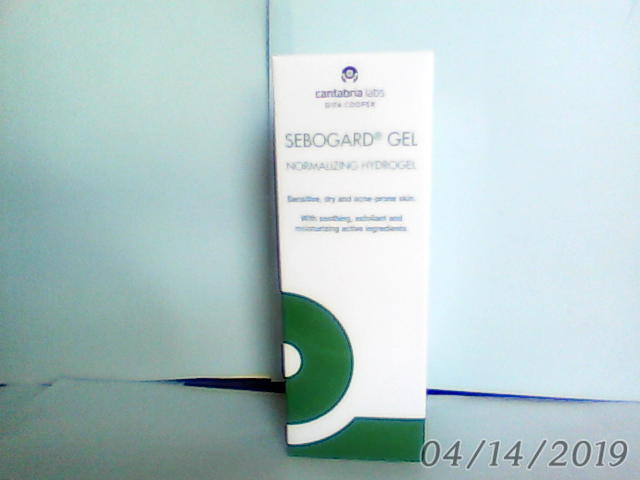 cantabria labs
DIFA COOPER
SEBOGARD® GEL
NORMALIZING HYDROGEL
Sensitive, dry and acne-prone skin.
With soothing, exfoliant and
moisturizing active ingredients.
04/14/2019